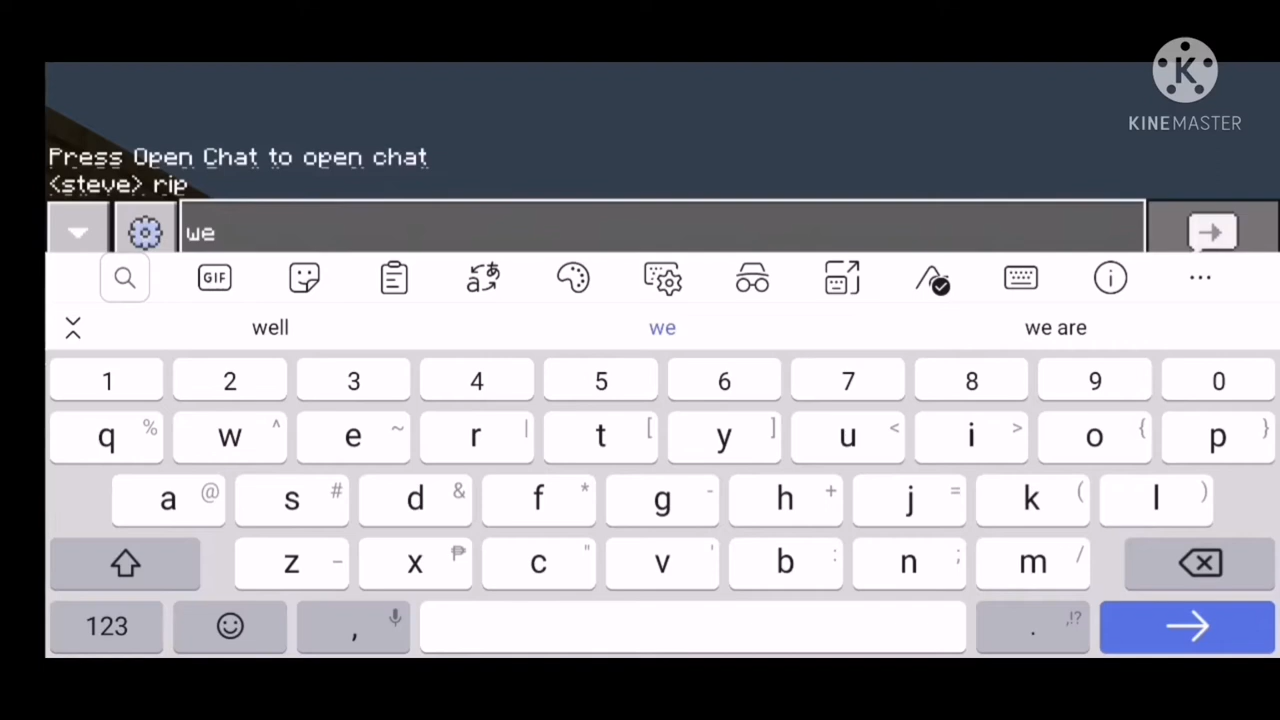 K
KINEMASTER
Press Open Chat to open chat
<steve> rip
we
GIF
well we we are
1 2 3 4 5 6 7 8 9 0
q % w ^ e ~ r | t [ y ] u < i > o { p }
a @ s # d & f * g - h + j = k ( l )
z _ x ₱ c " v ' b : n ; m /
123 , . ,!?